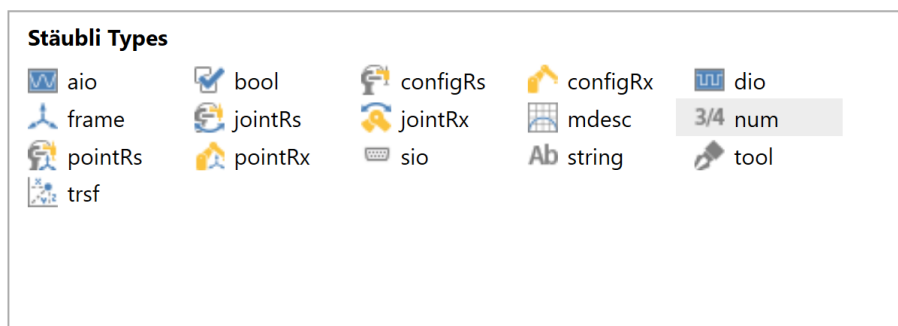 Stäubli Types
aio bool configRs configRx dio
frame jointRs jointRx mdesc 3/4 num
pointRs pointRx sio Ab string tool
trsf